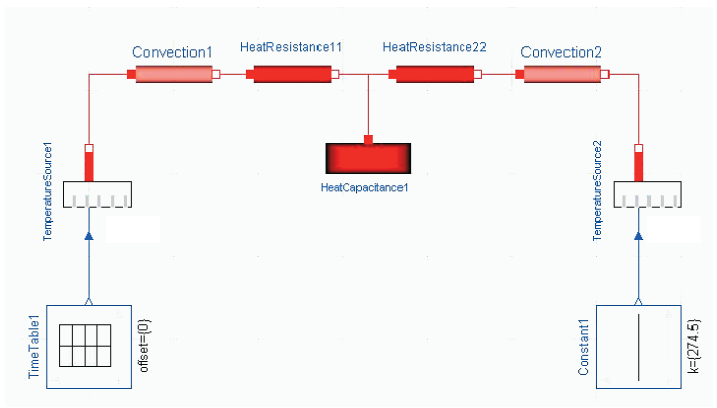 Convection1
HeatResistance11
HeatResistance22
Convection2
HeatCapacitance1
TemperatureSource1
TemperatureSource2
TimeTable1
offset={0}
Constant1
k={274.5}